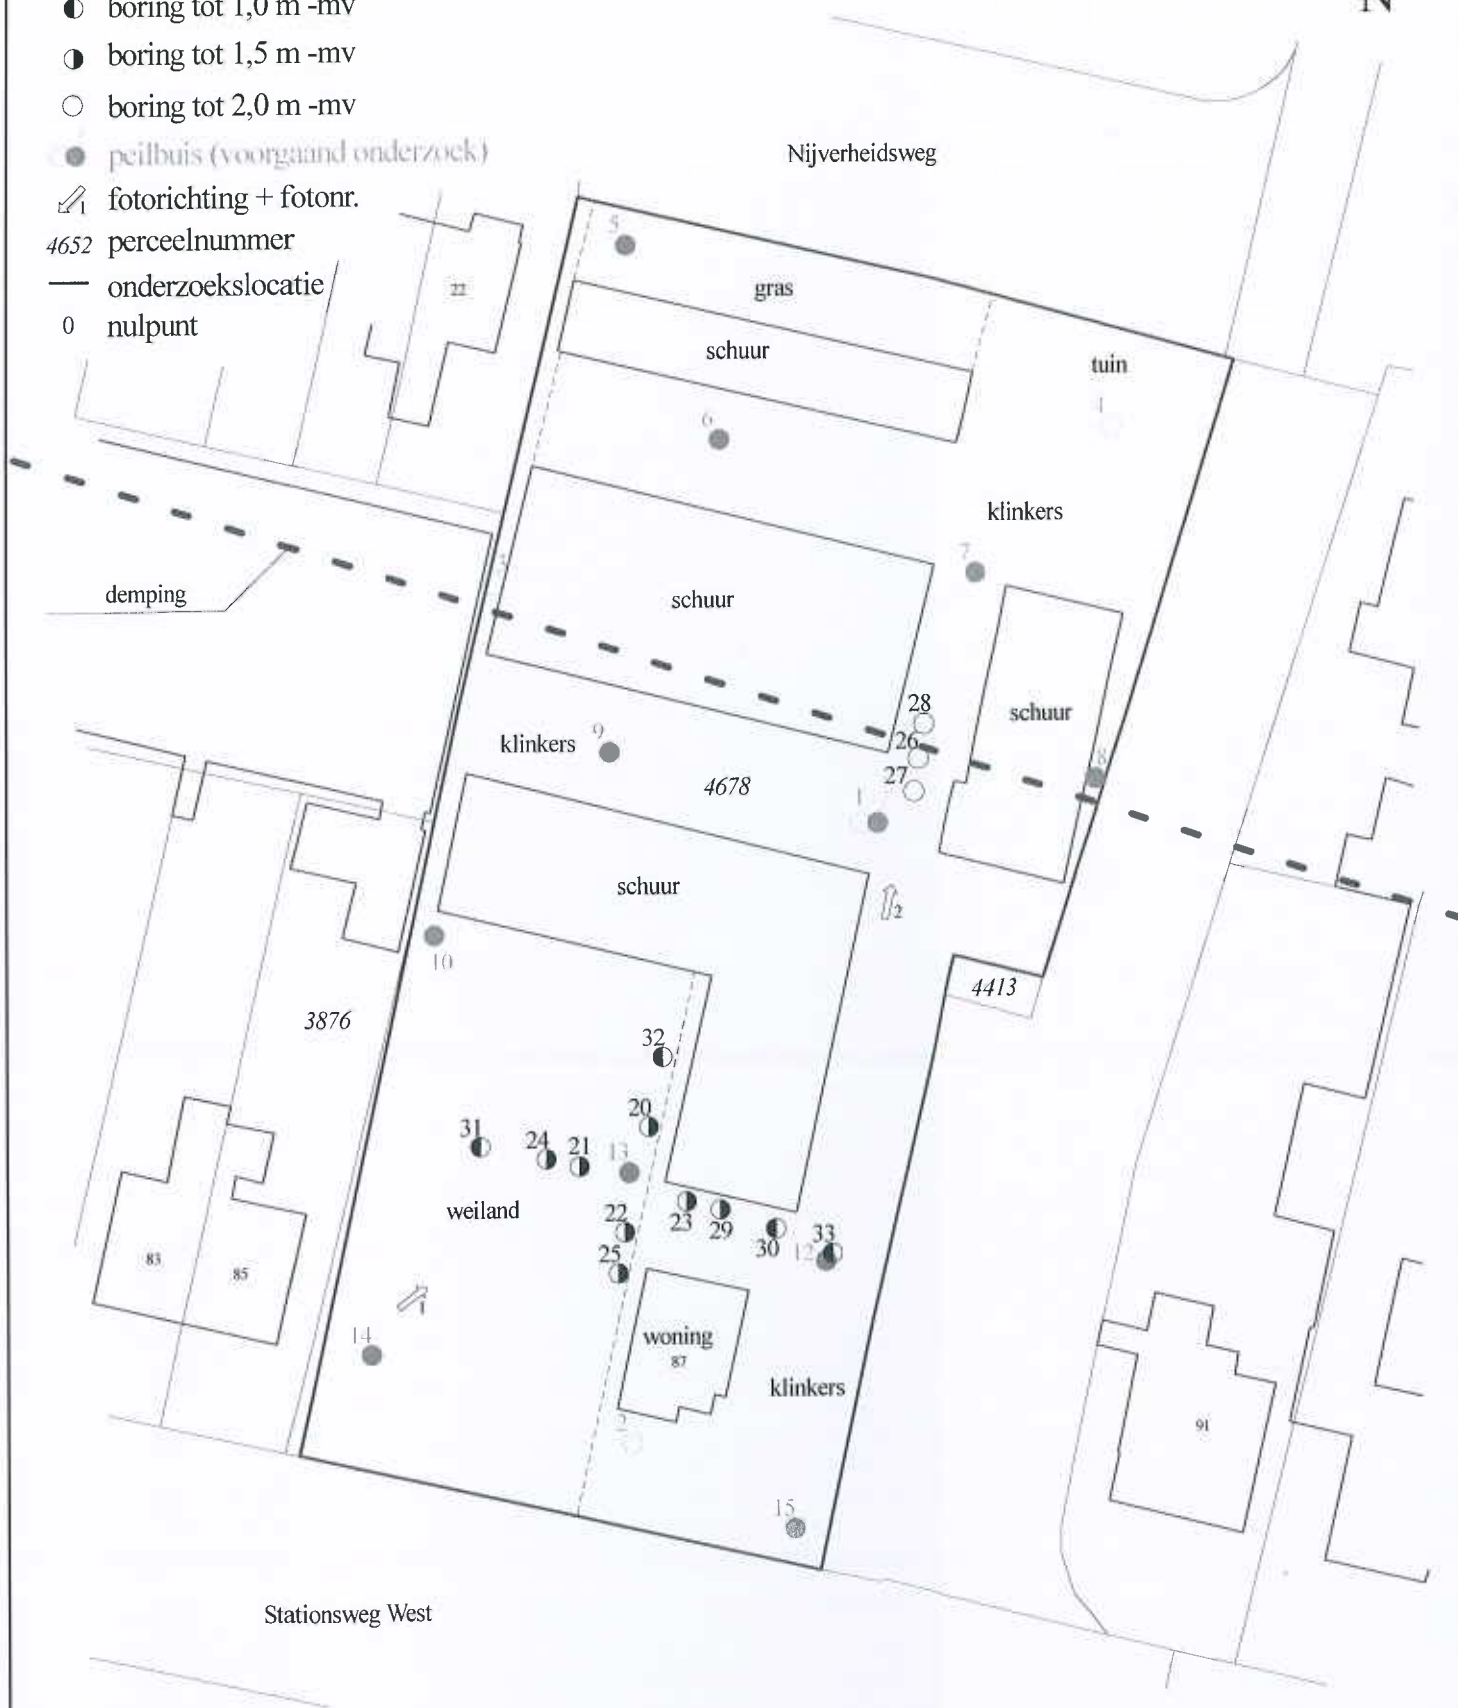 N
boring tot 1,0 m -mv
boring tot 1,5 m -mv
boring tot 2,0 m -mv
peilbuis (voorgaand onderzoek)
1 fotorichting + fotonr.
4652 perceelnummer
onderzoekslocatie
0 nulpunt
Nijverheidsweg
22
5
gras
schuur
tuin
1
6
klinkers
7
demping
schuur
28
schuur
26
klinkers
9
8
27
4678
1
schuur
2
10
4413
3876
32
20
31
24
21
13
weiland
22
23
29
33
30
12
25
83
85
1
14
woning
87
klinkers
2
91
15
Stationsweg West